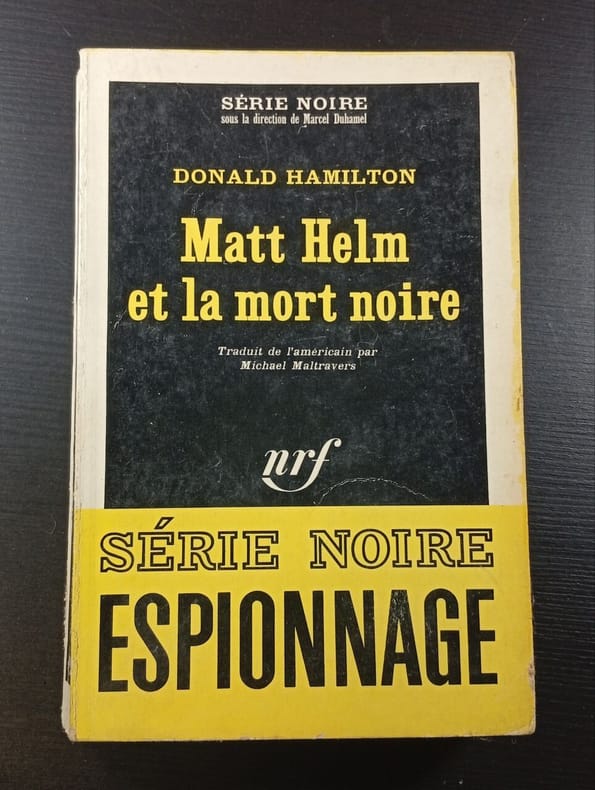 SÉRIE NOIRE
sous la direction de Marcel Duhamel
DONALD HAMILTON
Matt Helm
et la mort noire
Traduit de l'américain par
Michael Maltravers
nrf
SÉRIE NOIRE
ESPIONNAGE